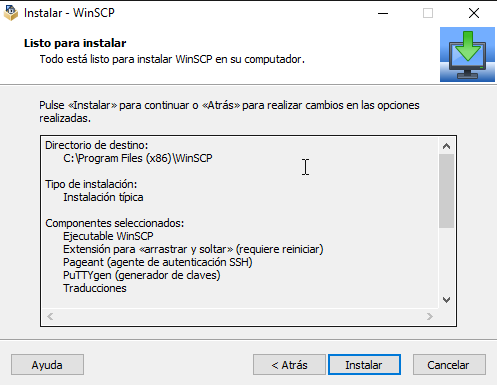 Instalar - WinSCP
Listo para instalar
Todo está listo para instalar WinSCP en su computador.
Pulse «Instalar» para continuar o «Atrás» para realizar cambios en las opciones
realizadas.
Directorio de destino:
C:\Program Files (x86)\WinSCP
Tipo de instalación:
Instalación típica
Componentes seleccionados:
Ejecutable WinSCP
Extensión para «arrastrar y soltar» (requiere reiniciar)
Pageant (agente de autenticación SSH)
PuTTYgen (generador de claves)
Traducciones
Ayuda
< Atrás
Instalar
Cancelar